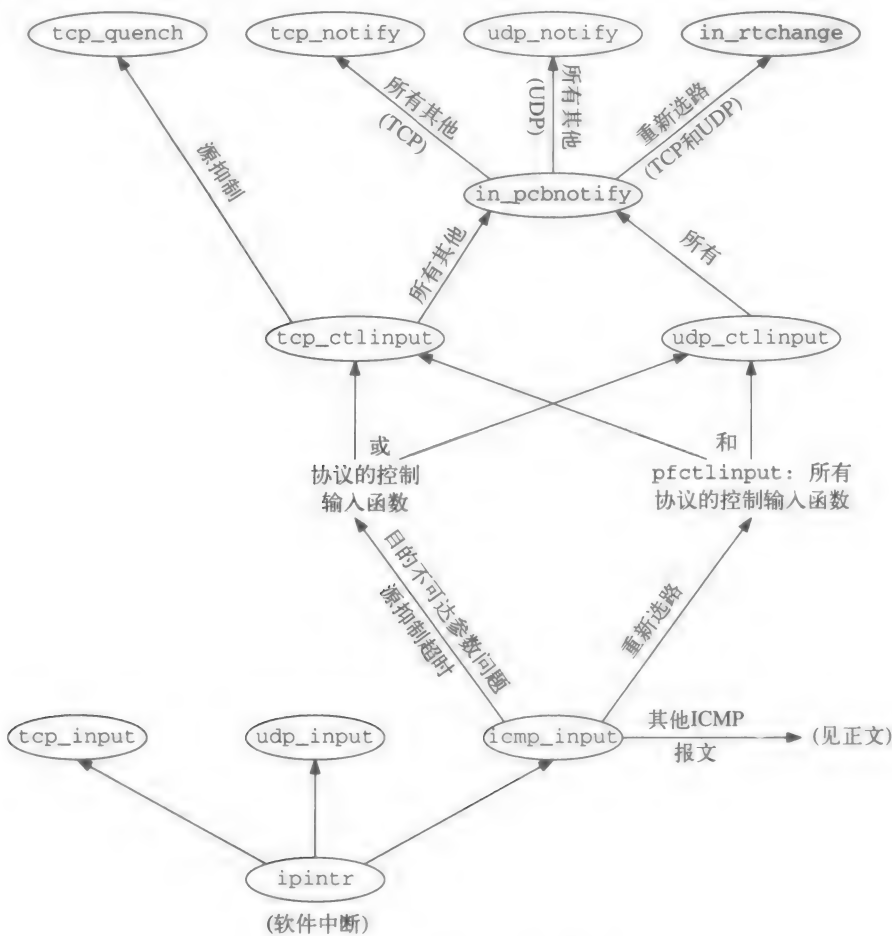 tcp_quench
tcp_notify
udp_notify
in_rtchange
所有其他
(TCP)
所有其他
(UDP)
重新选路
(TCP和UDP)
源抑制
in_pcbnotify
所有其他
所有
tcp_ctlinput
udp_ctlinput
或
协议的控制
输入函数
和
pfctlinput: 所有
协议的控制输入函数
目的不可达参数问题
源抑制超时
重新选路
tcp_input
udp_input
icmp_input
其他ICMP
报文
(见正文)
ipintr
(软件中断)